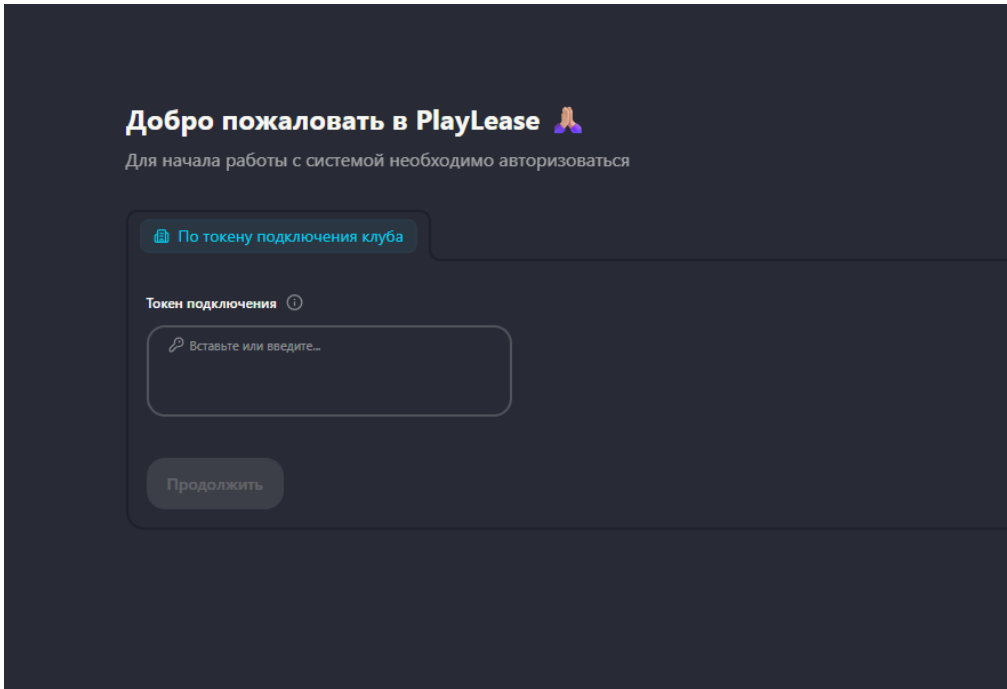 Добро пожаловать в PlayLease 🙏🏼
Для начала работы с системой необходимо авторизоваться
По токену подключения клуба
Токен подключения
Вставьте или введите...
Продолжить